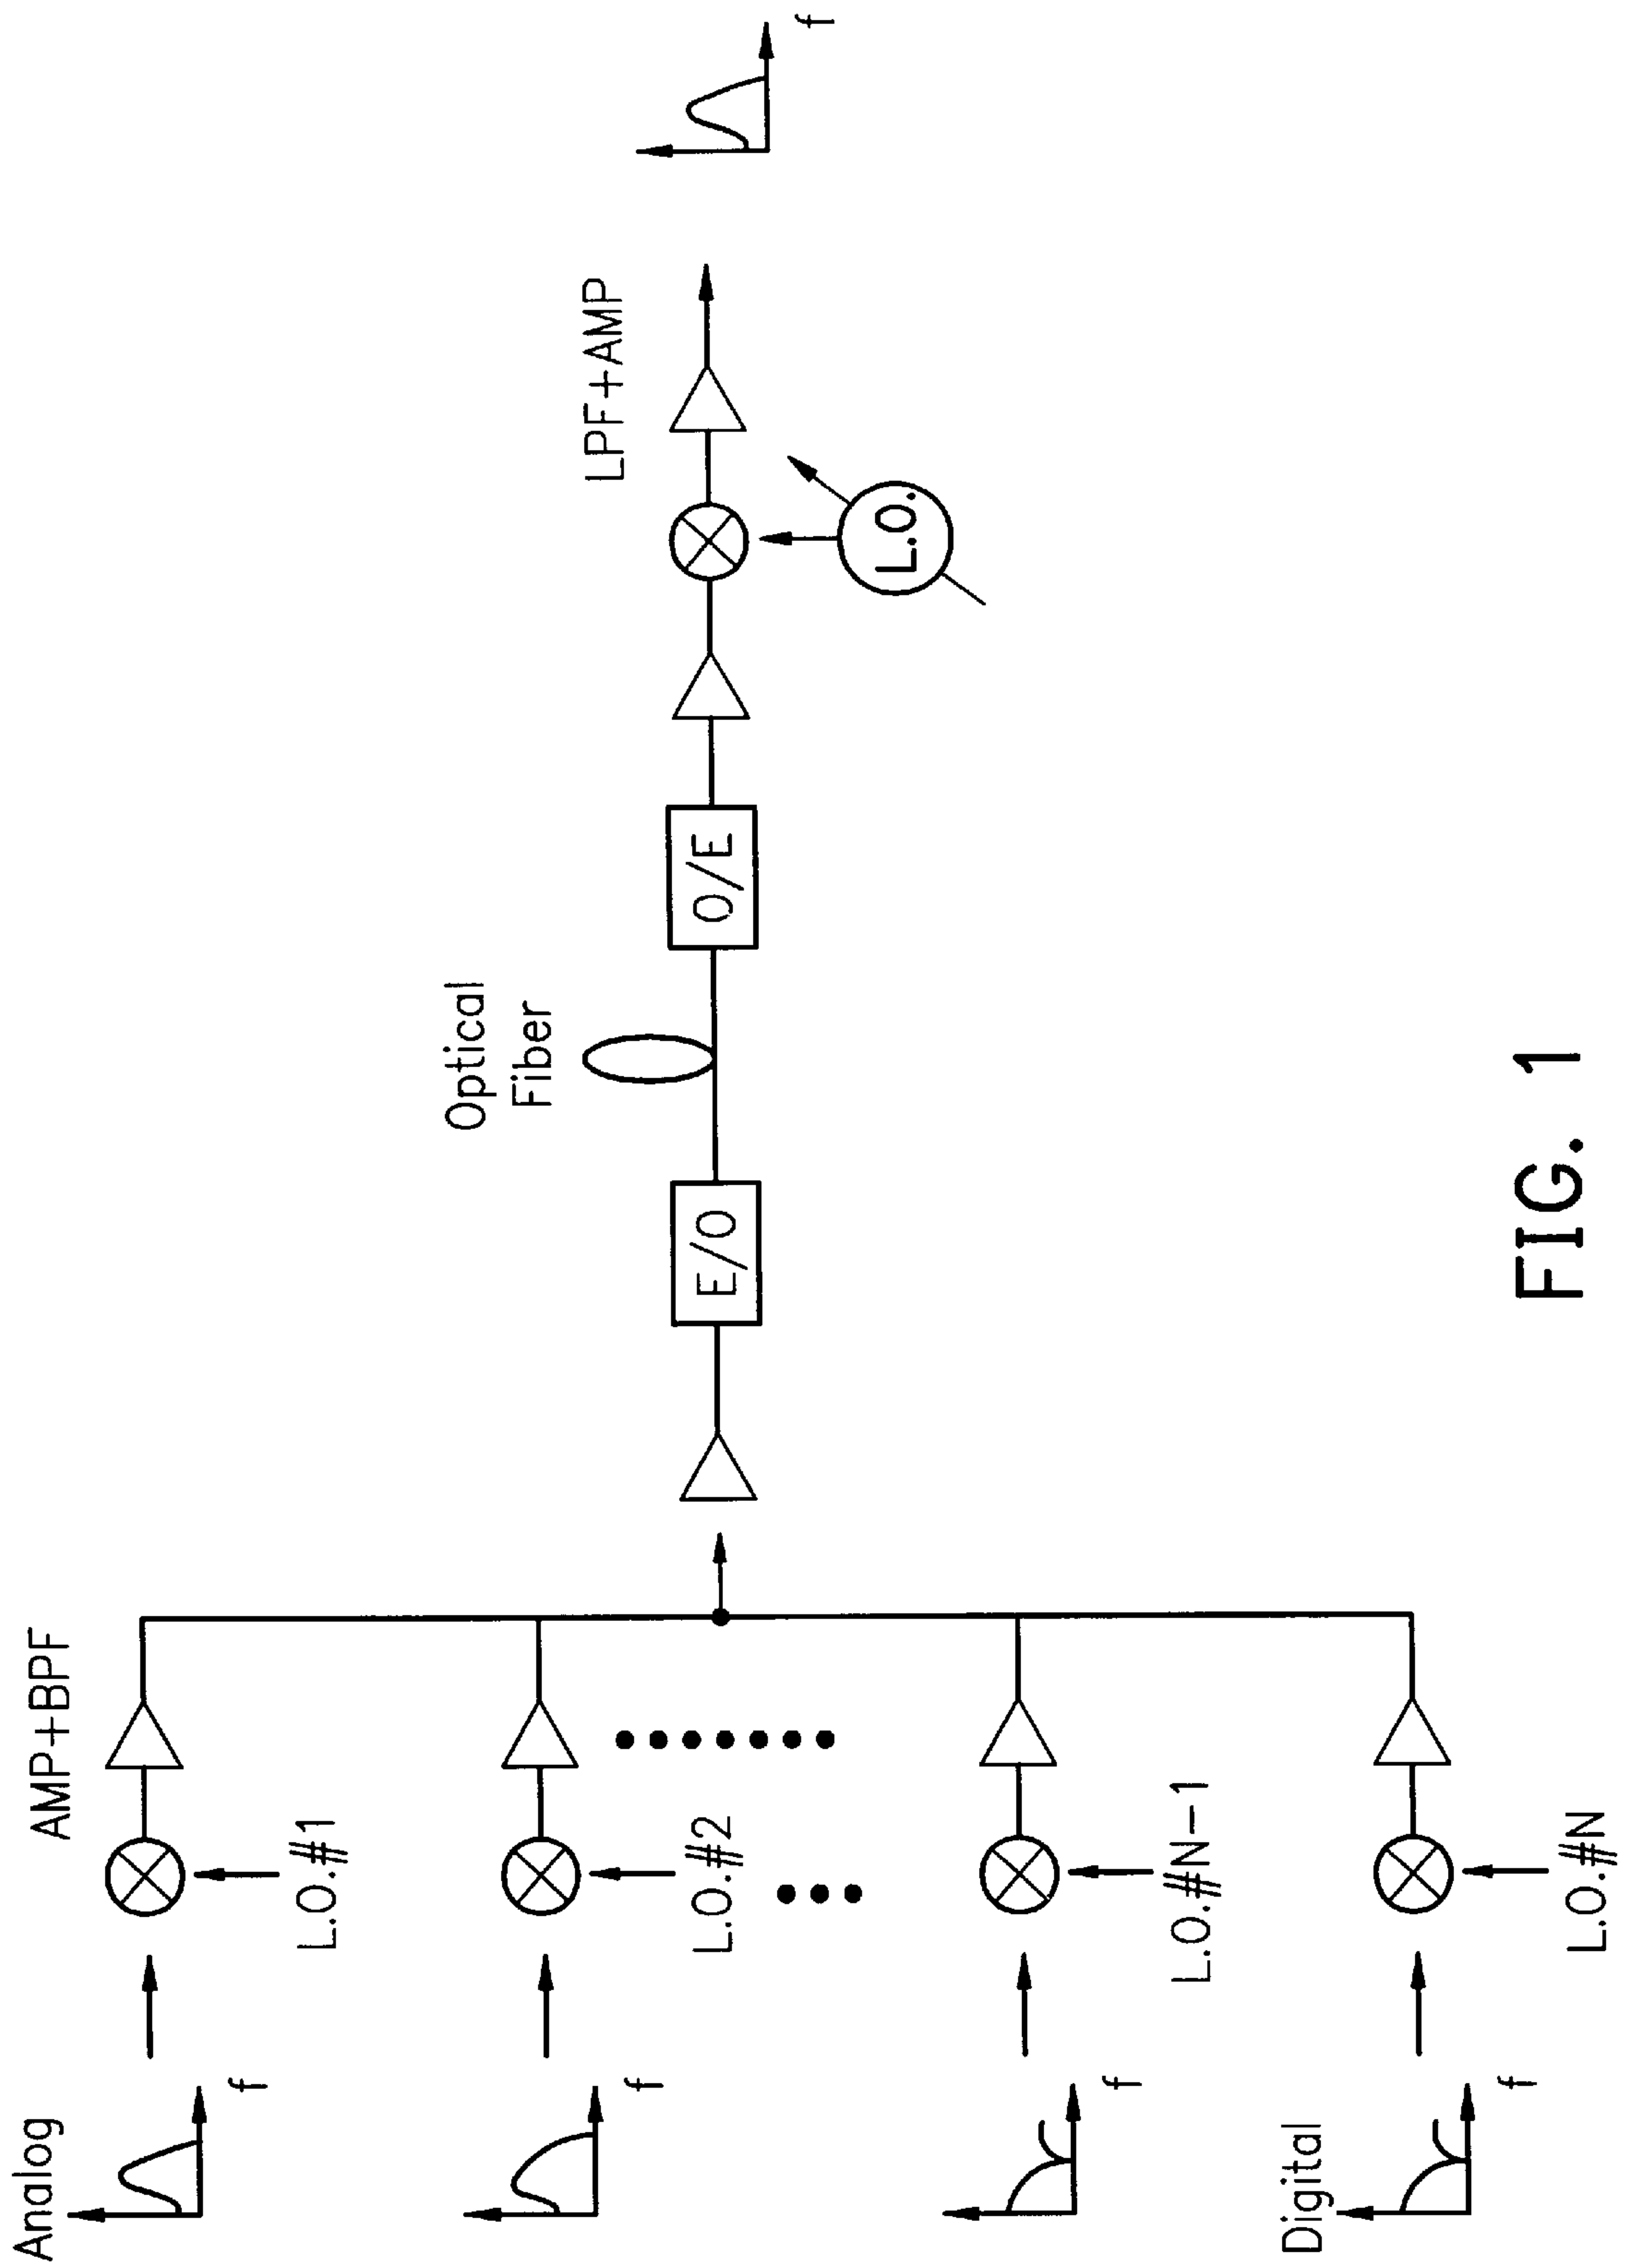 Analog
f
AMP+BPF
L.O.#1
f
L.O.#2
f
L.O.#N-1
Digital
f
L.O.#N
E/O
Optical
Fiber
O/E
LPF+AMP
L.O.
f
FIG. 1